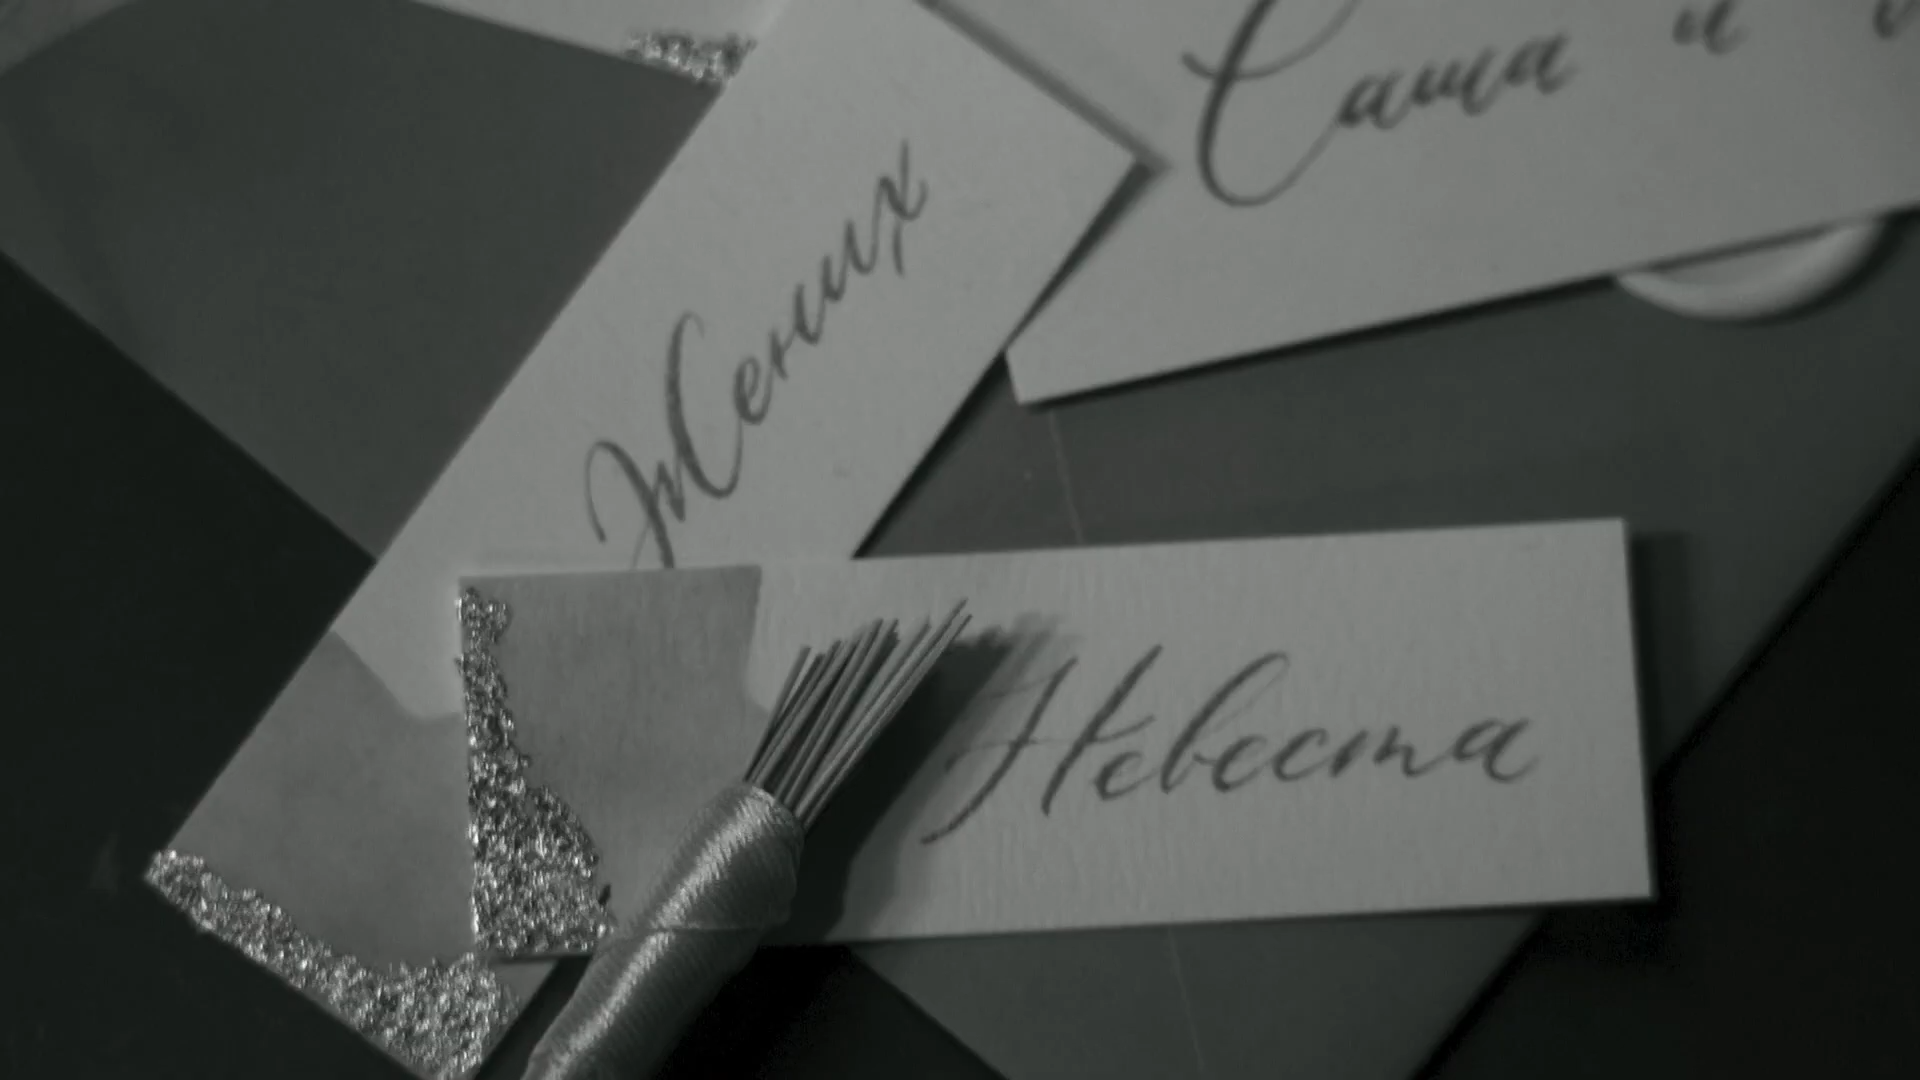 Саша и
Жених
Невеста